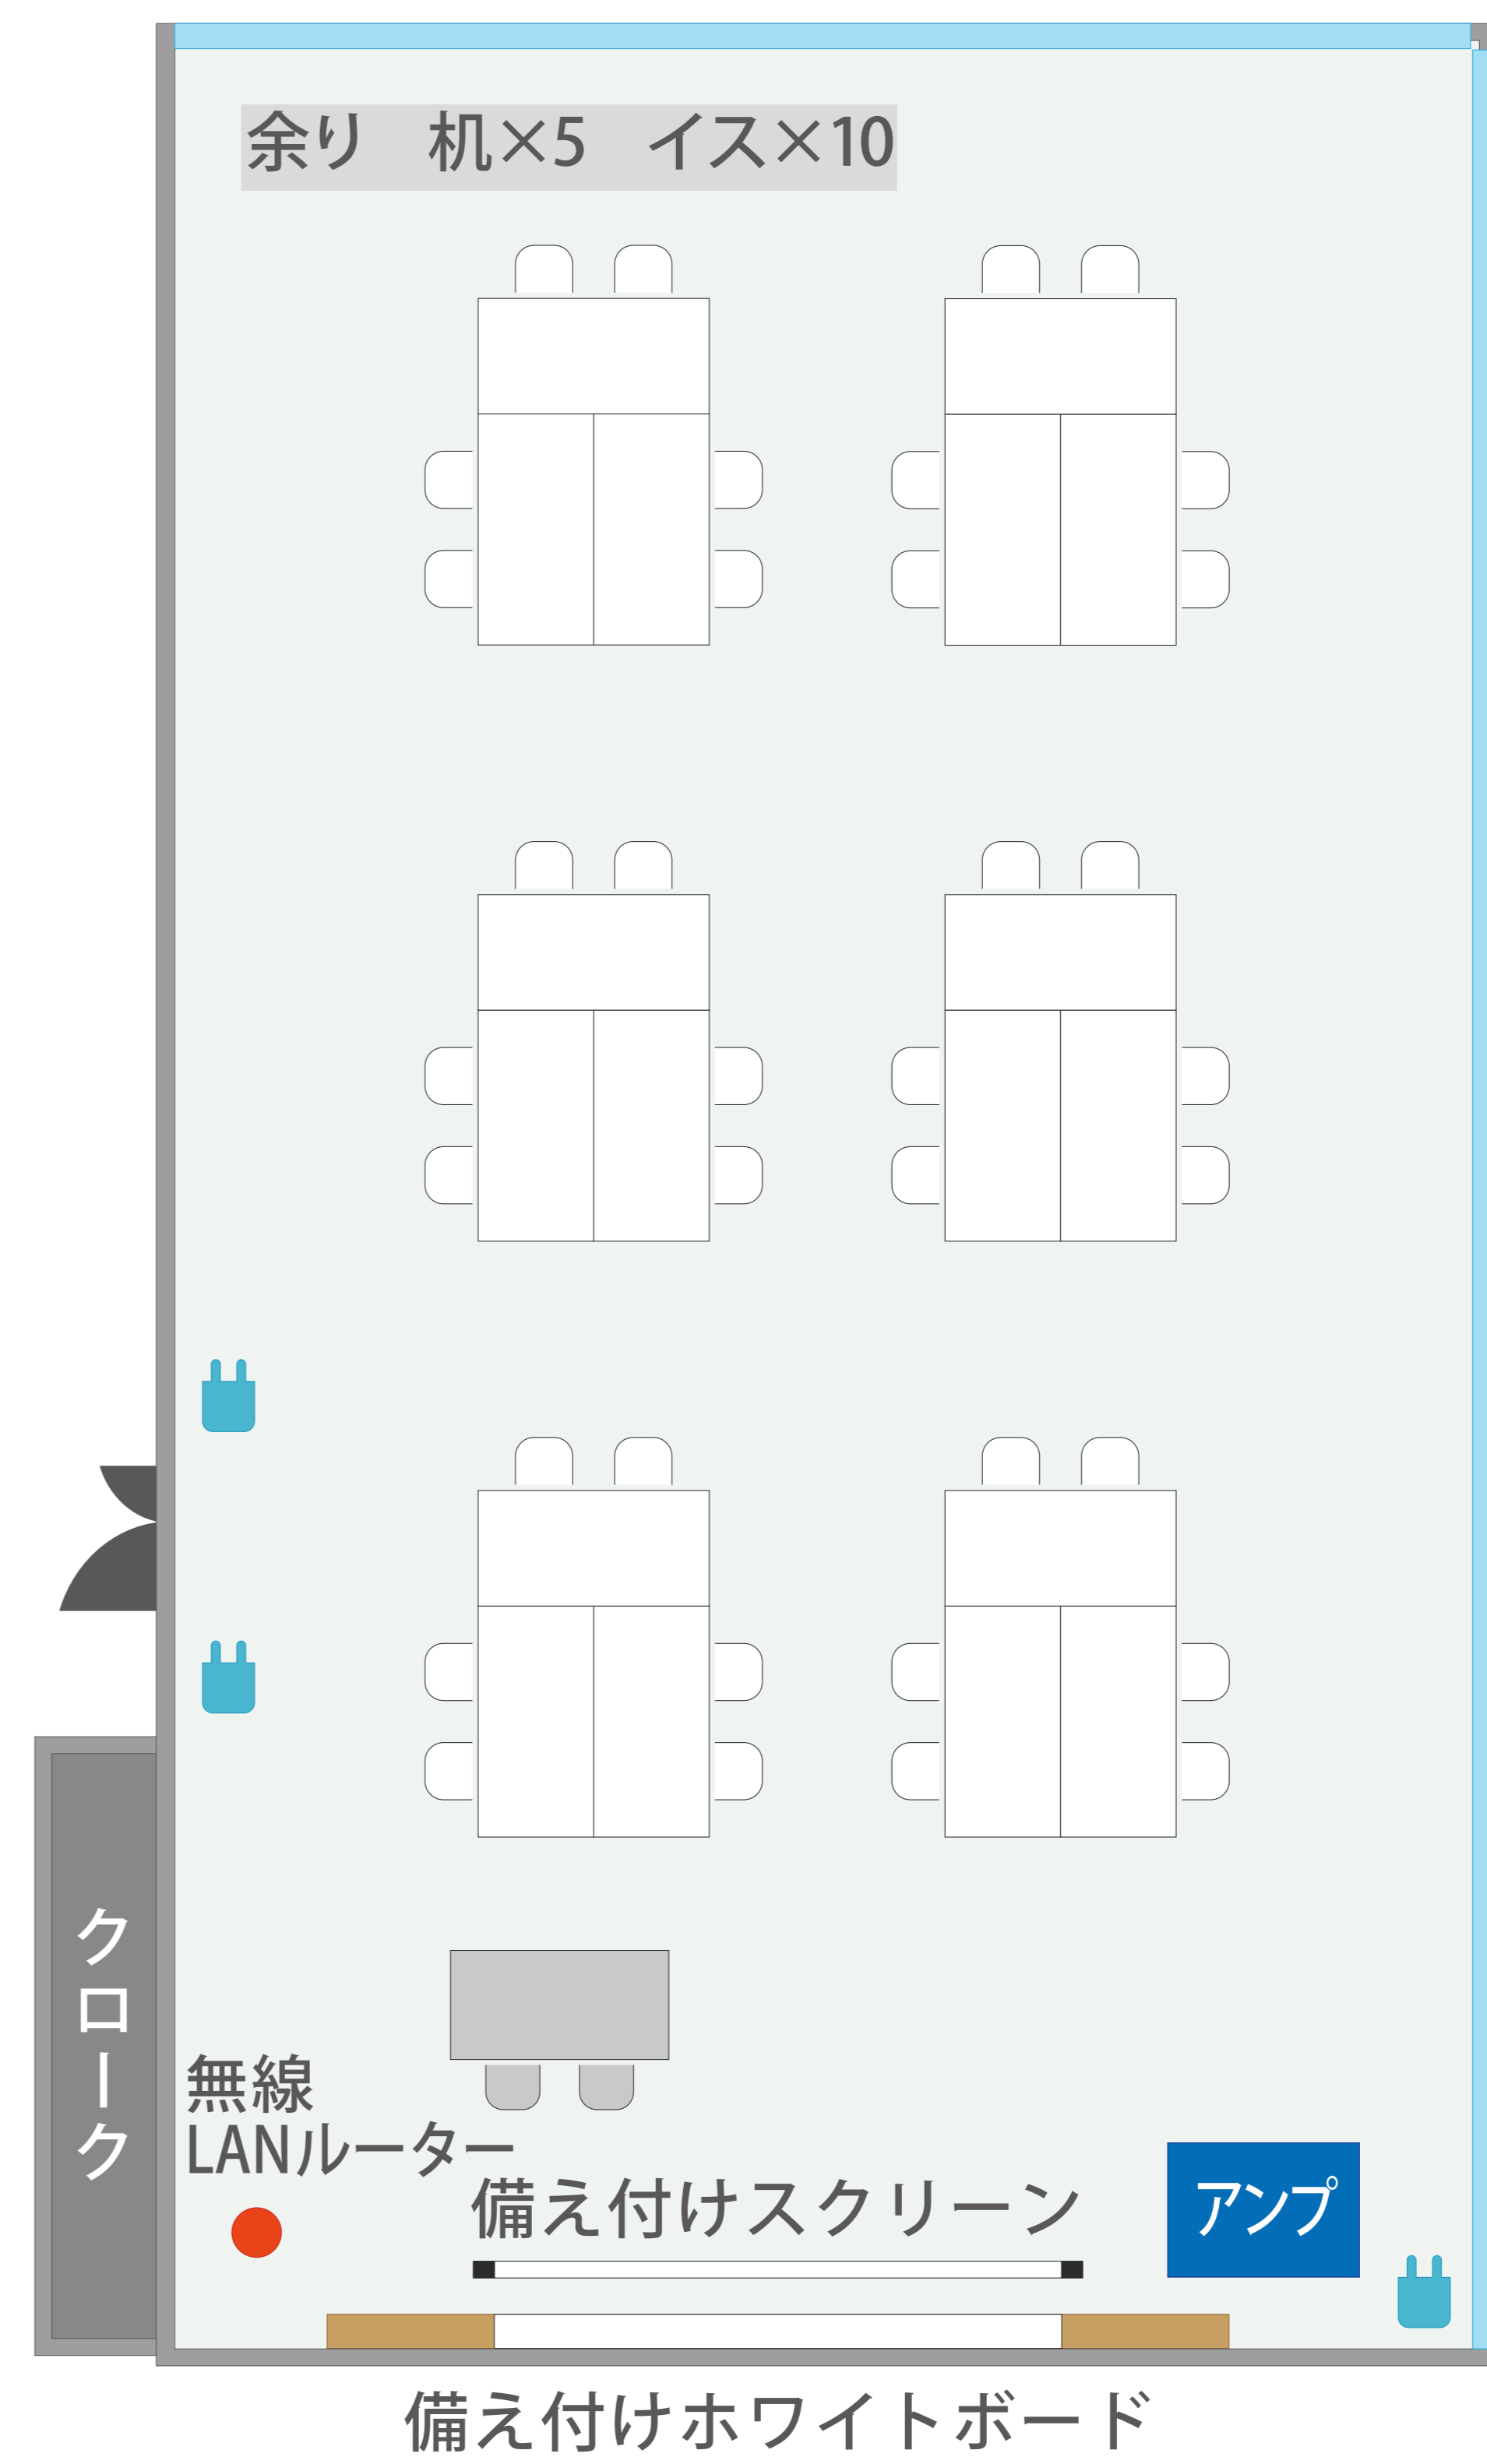 余り　机×5　イス×10
クローク
無線
LANルーター
備え付けスクリーン
アンプ
備え付けホワイトボード